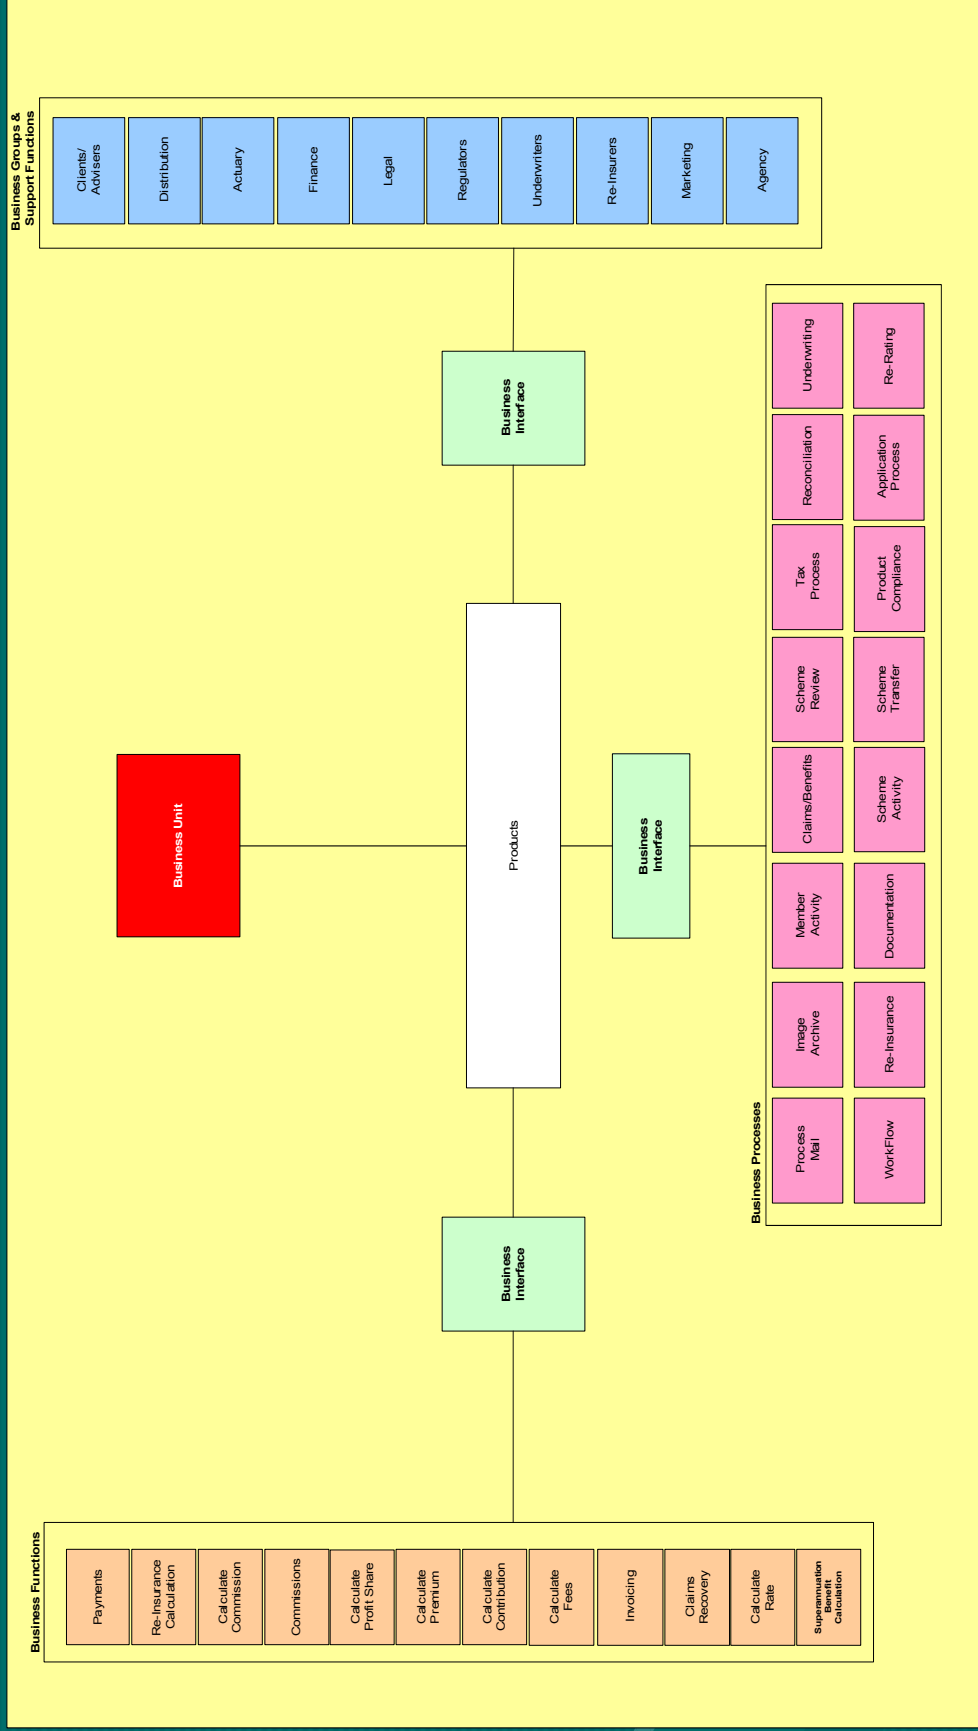 Business Functions
Payments
Re-Insurance
Calculation
Calculate
Commission
Commissions
Calculate
Profit Share
Calculate
Premium
Calculate
Contribution
Calculate
Fees
Invoicing
Claims
Recovery
Calculate
Rate
Superannuation
Benefit
Calculation
Business
Interface
Business Unit
Products
Business
Interface
Business
Interface
Business Groups &
Support Functions
Clients/
Advisers
Distribution
Actuary
Finance
Legal
Regulators
Underwriters
Re-Insurers
Marketing
Agency
Business Processes
Process
Mail
Image
Archive
Member
Activity
Claims/Benefits
Scheme
Review
Tax
Process
Reconciliation
Underwriting
WorkFlow
Re-Insurance
Documentation
Scheme
Activity
Scheme
Transfer
Product
Compliance
Application
Process
Re-Rating